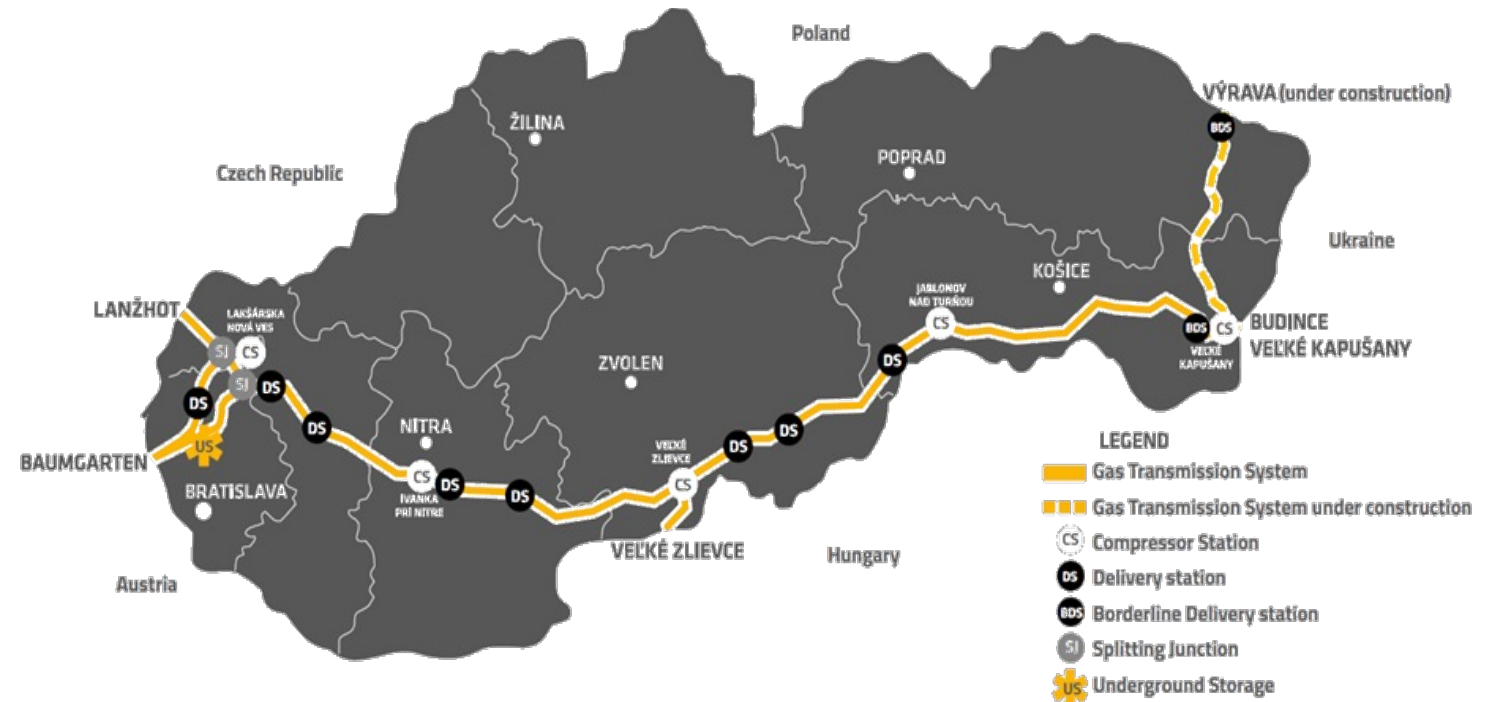 Poland
VÝRAVA (under construction)
ŽILINA
POPRAD
Czech Republic
Ukraine
KOŠICE
JABLONOV
NAD TURŇOU
CS
BDS
LANŽHOT
LAKŠÁRSKA
NOVÁ VES
SJ
CS
SJ
DS
DS
DS
US
BAUMGARTEN
BRATISLAVA
NITRA
CS
IVANKA
PRI NITRE
DS
DS
ZVOLEN
VEĽKÉ
ZLIEVCE
CS
DS
DS
DS
VEĽKÉ ZLIEVCE
BDS
CS
VEĽKÉ
KAPUŠANY
BUDINCE
VEĽKÉ KAPUŠANY
Hungary
Austria
LEGEND
Gas Transmission System
Gas Transmission System under construction
CS Compressor Station
DS Delivery station
BDS Borderline Delivery station
SJ Splitting Junction
US Underground Storage